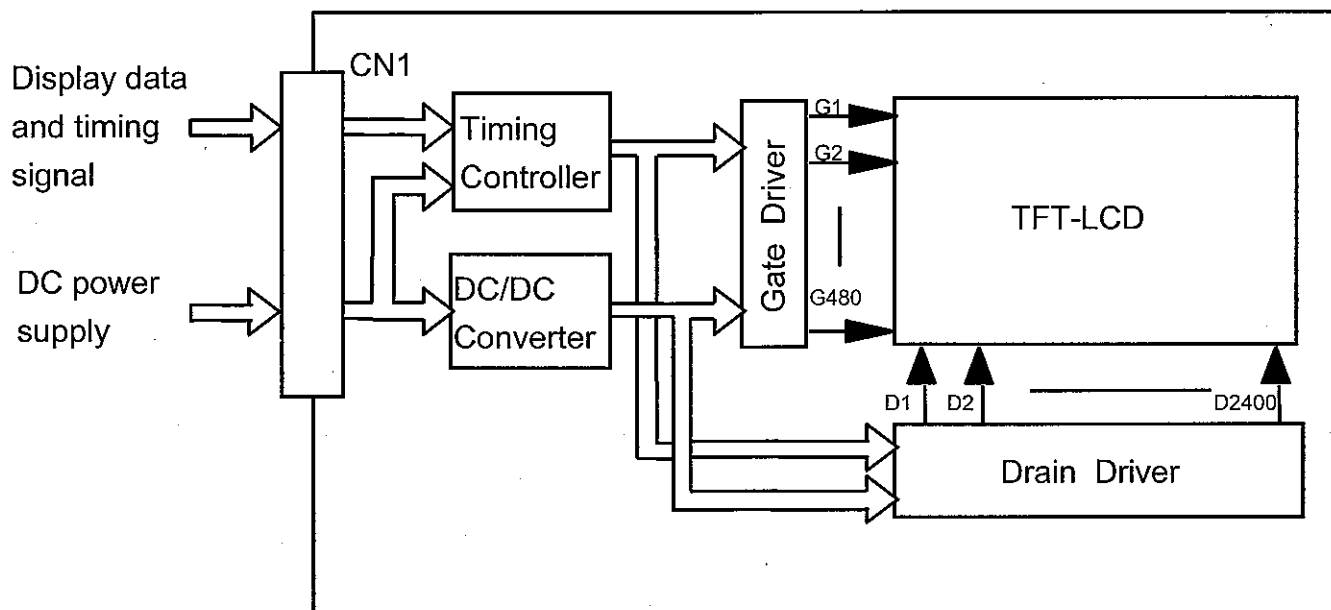 Display data
and timing
signal
DC power
supply
CN1
Timing
Controller
DC/DC
Converter
Gate Driver
G1
G2
G480
TFT-LCD
D1
D2
D2400
Drain Driver